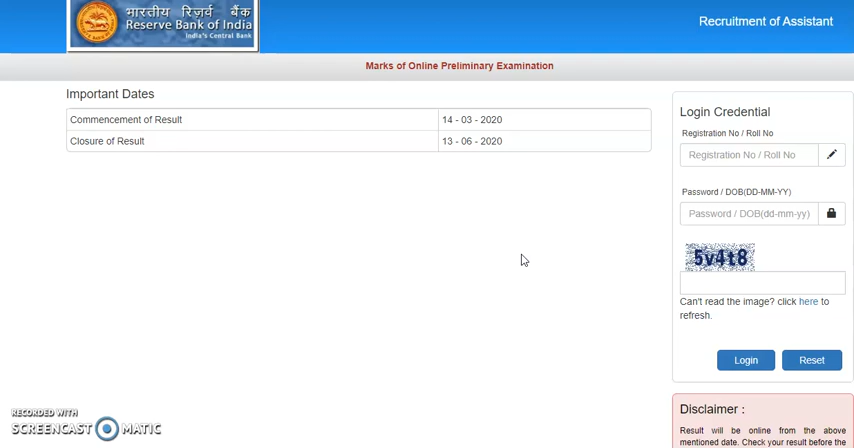 भारतीय रिज़र्व बैंक
Reserve Bank of India
India's Central Bank
Recruitment of Assistant
Marks of Online Preliminary Examination
Important Dates
Commencement of Result 14 - 03 - 2020
Closure of Result 13 - 06 - 2020
Login Credential
Registration No / Roll No
Registration No / Roll No
Password / DOB(DD-MM-YY)
Password / DOB(dd-mm-yy)
5v4t8
Can't read the image? click here to
refresh.
Login Reset
Disclaimer :
Result will be online from the above
mentioned date. Check your result before the
RECORDED WITH
SCREENCAST MATIC